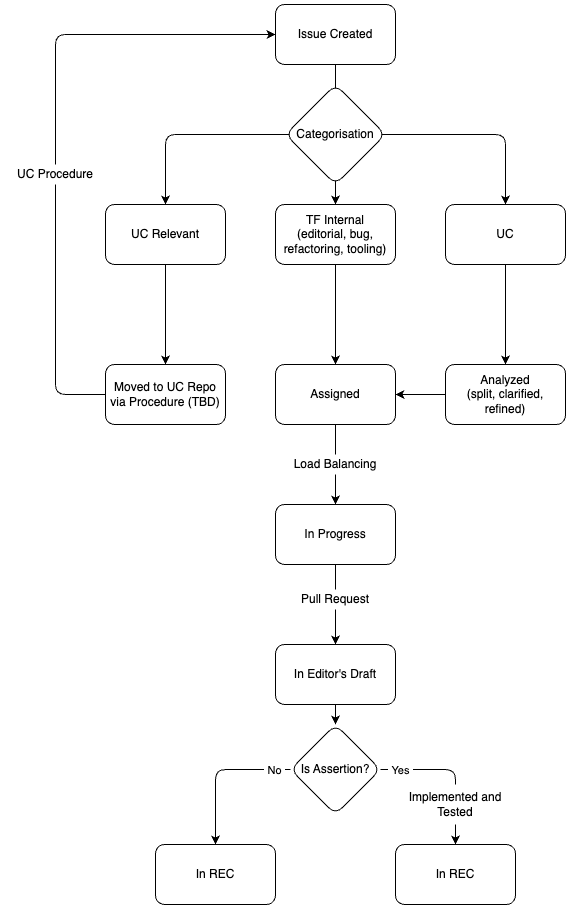 Issue Created
Categorisation
UC Procedure
UC Relevant
TF Internal
(editorial, bug,
refactoring, tooling)
UC
Moved to UC Repo
via Procedure (TBD)
Assigned
Analyzed
(split, clarified,
refined)
Load Balancing
In Progress
Pull Request
In Editor's Draft
No
Is Assertion?
Yes
Implemented and
Tested
In REC
In REC